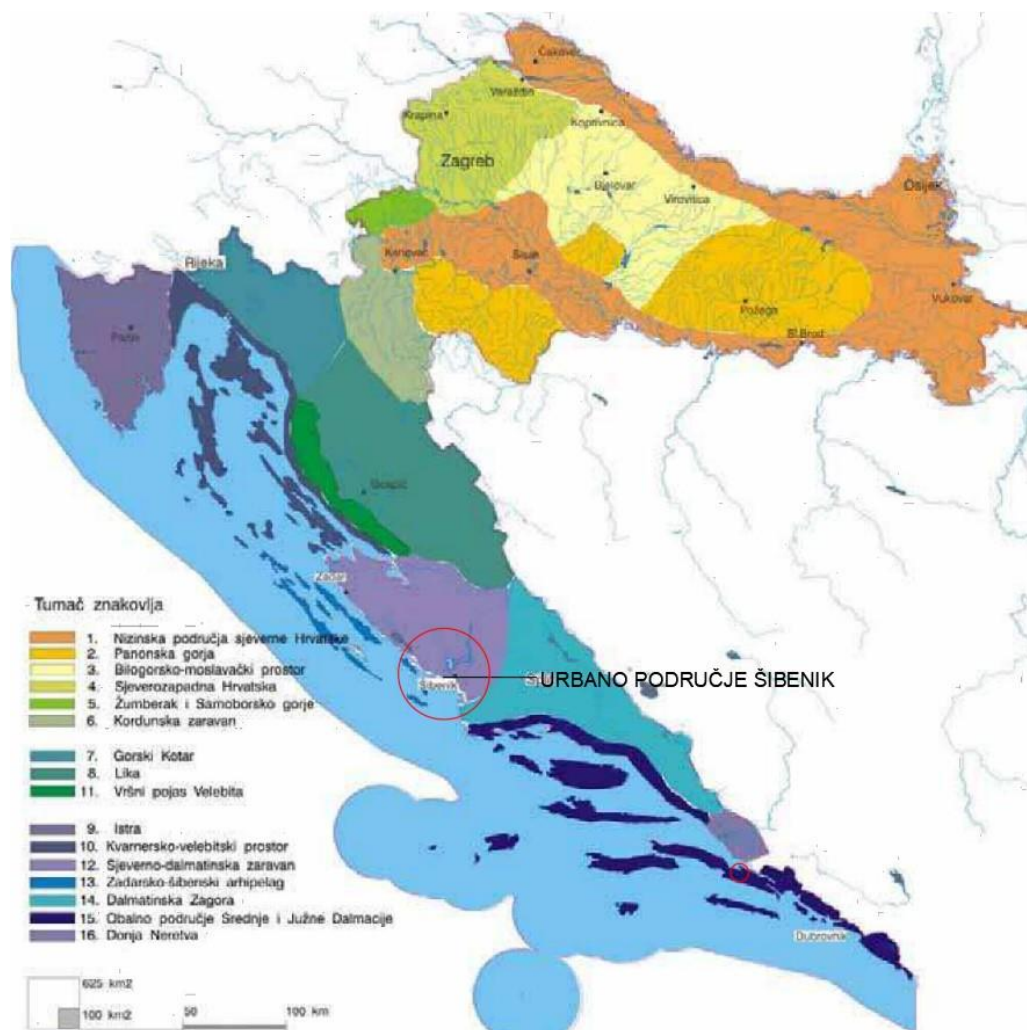 Čakovec
Varaždin
Krapina
Koprivnica
Zagreb
Bjelovar
Virovitica
Osijek
Rijeka
Karlovac
Sisak
Vukovar
Požega
Sl.Brod
Pazin
Gospić
Zadar
Tumač znakovlja
1. Nizinska područja sjeverne Hrvatske
2. Panonska gorja
3. Bilogorsko-moslavački prostor
4. Sjeverozapadna Hrvatska
5. Žumberak i Samoborsko gorje
6. Kordunska zaravan
Šibenik
URBANO PODRUČJE ŠIBENIK
7. Gorski Kotar
8. Lika
11. Vršni pojas Velebita
9. Istra
10. Kvarnersko-velebitski prostor
12. Sjeverno-dalmatinska zaravan
13. Zadarsko-šibenski arhipelag
14. Dalmatinska Zagora
15. Obalno područje Srednje i Južne Dalmacije
16. Donja Neretva
Dubrovnik
625 km2
100 km2
50
100 km